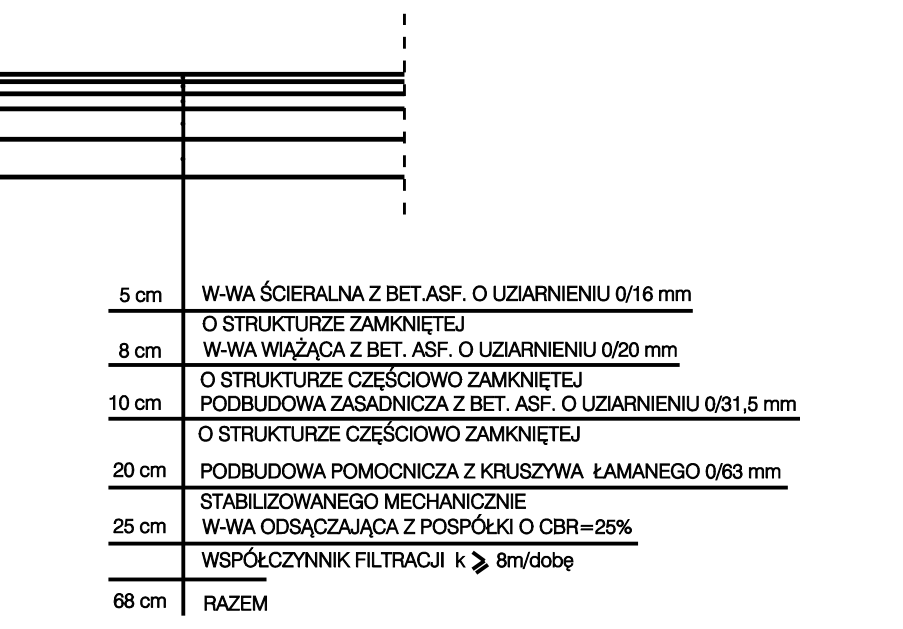 5 cm W-WA ŚCIERALNA Z BET.ASF. O UZIARNIENIU 0/16 mm
O STRUKTURZE ZAMKNIĘTEJ
8 cm W-WA WIĄŻĄCA Z BET. ASF. O UZIARNIENIU 0/20 mm
O STRUKTURZE CZĘŚCIOWO ZAMKNIĘTEJ
10 cm PODBUDOWA ZASADNICZA Z BET. ASF. O UZIARNIENIU 0/31,5 mm
O STRUKTURZE CZĘŚCIOWO ZAMKNIĘTEJ
20 cm PODBUDOWA POMOCNICZA Z KRUSZYWA ŁAMANEGO 0/63 mm
STABILIZOWANEGO MECHANICZNIE
25 cm W-WA ODSĄCZAJĄCA Z POSPÓŁKI O CBR=25%
WSPÓŁCZYNNIK FILTRACJI k ⩾ 8m/dobę
68 cm RAZEM